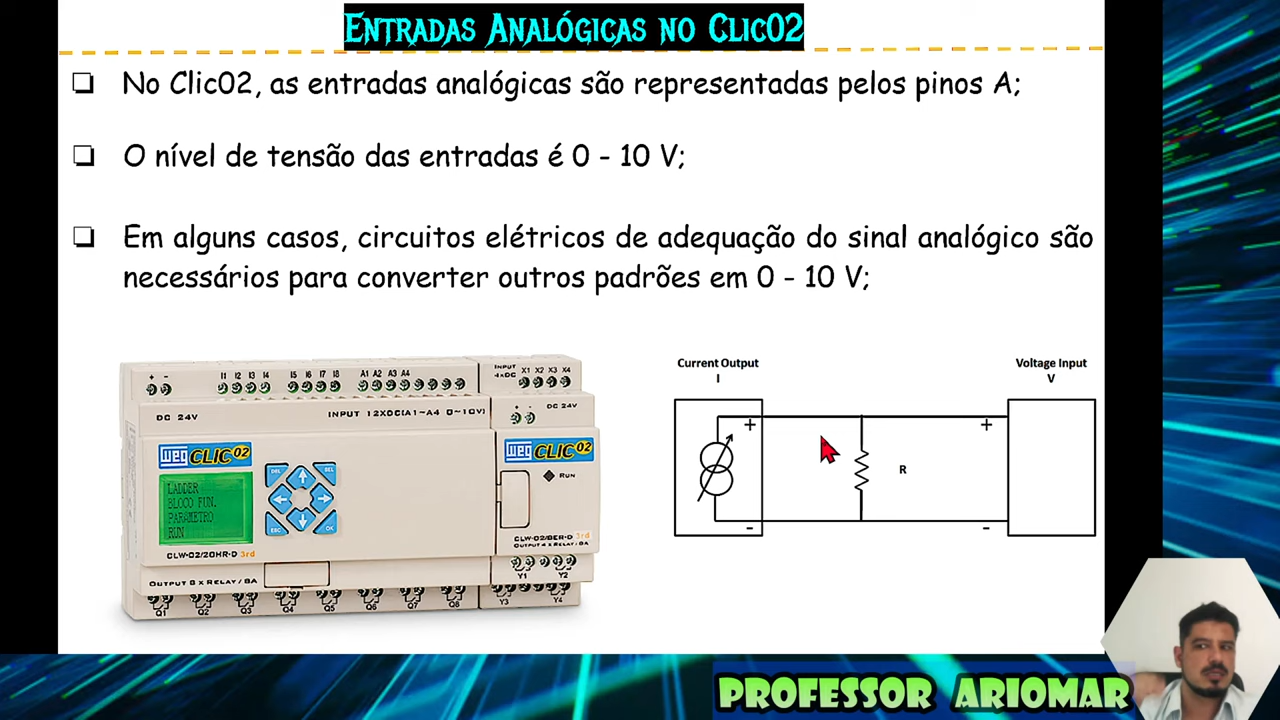 Entradas Analógicas no Clic02
No Clic02, as entradas analógicas são representadas pelos pinos A;
O nível de tensão das entradas é 0 - 10 V;
Em alguns casos, circuitos elétricos de adequação do sinal analógico são
necessários para converter outros padrões em 0 - 10 V;
+ -
I1 I2 I3 I4
I5 I6 I7 I8
A1 A2 A3 A4
INPUT
4xDC
X1 X2 X3 X4
DC 24V
INPUT 12XDC(A1~A4 0~10V)
+ -
DC 24V
WEG CLIC02
WEG CLIC02
DEL
SEL
ESC
OK
RUN
LADDER
BLOCO FUN.
PARAMETRO
RUN
CLW-02/20HR-D 3rd
CLW-02/8ER-D 3rd
OUTPUT 4 x RELAY / 8A
OUTPUT 8 x RELAY / 8A
Y1 Y2
Q1 Q2 Q3 Q4 Q5 Q6 Q7 Q8 Y3 Y4
Current Output
I
Voltage Input
V
+
+
R
-
-
PROFESSOR ARIOMAR